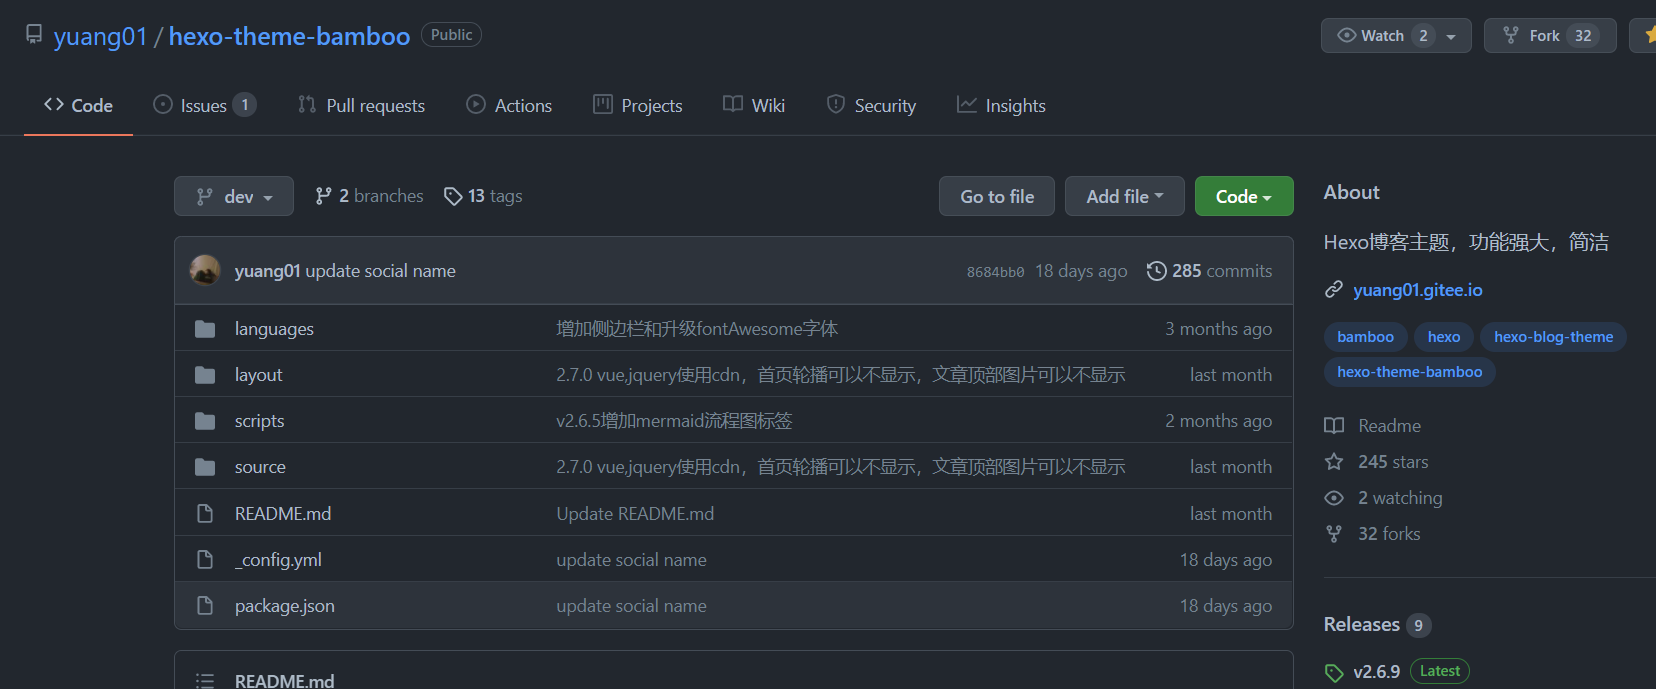 yuang01 / hexo-theme-bamboo Public
Watch 2 Fork 32
Code Issues 1 Pull requests Actions Projects Wiki Security Insights
dev 2 branches 13 tags Go to file Add file Code
yuang01 update social name 8684bb0 18 days ago 285 commits
languages 增加侧边栏和升级fontAwesome字体 3 months ago
layout 2.7.0 vue,jquery使用cdn，首页轮播可以不显示，文章顶部图片可以不显示 last month
scripts v2.6.5增加mermaid流程图标签 2 months ago
source 2.7.0 vue,jquery使用cdn，首页轮播可以不显示，文章顶部图片可以不显示 last month
README.md Update README.md last month
_config.yml update social name 18 days ago
package.json update social name 18 days ago
README.md
About
Hexo博客主题，功能强大，简洁
yuang01.gitee.io
bamboo hexo hexo-blog-theme
hexo-theme-bamboo
Readme
245 stars
2 watching
32 forks
Releases 9
v2.6.9 Latest